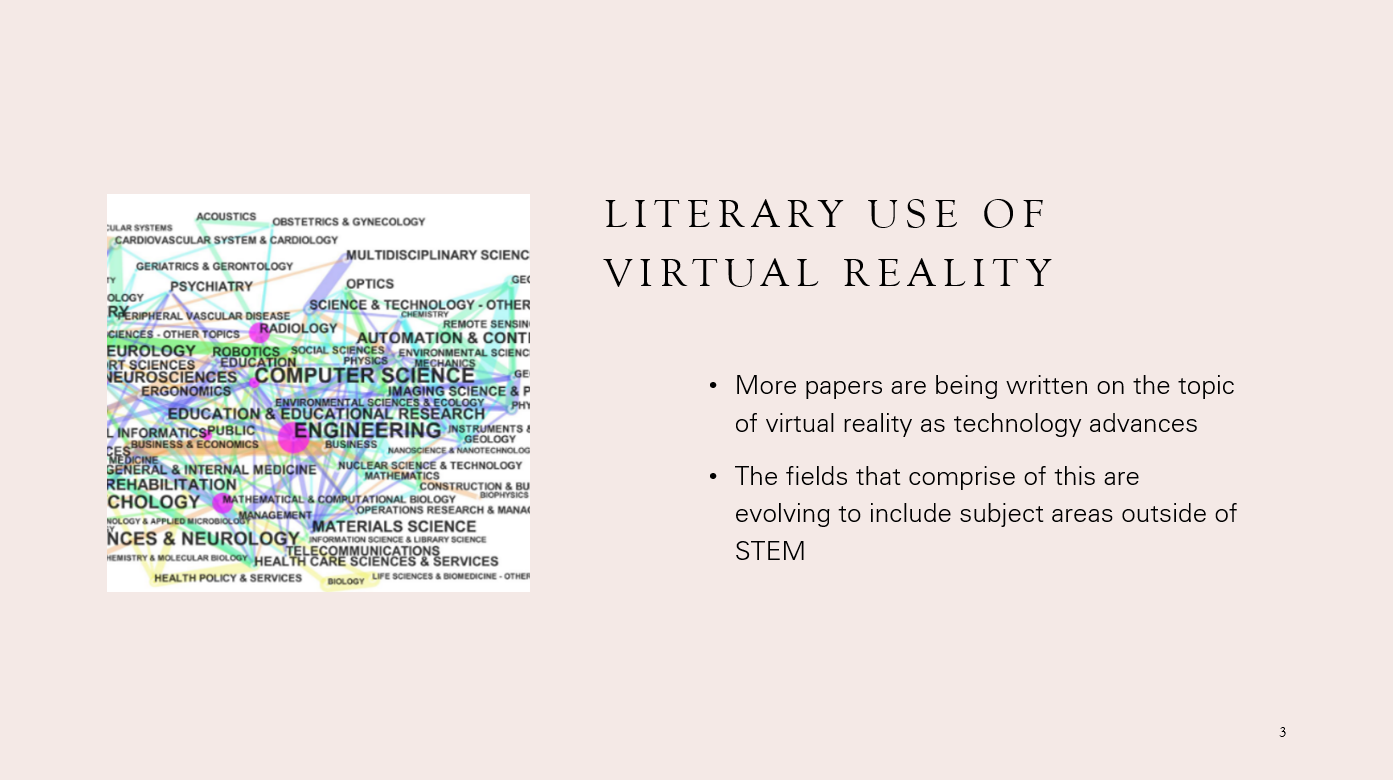 ACOUSTICS
OBSTETRICS & GYNECOLOGY
CULAR SYSTEMS
CARDIOVASCULAR SYSTEM & CARDIOLOGY
MULTIDISCIPLINARY SCIENC
GERIATRICS & GERONTOLOGY
PSYCHIATRY
OPTICS
GEO
OLOGY
SCIENCE & TECHNOLOGY - OTHER
RY
PERIPHERAL VASCULAR DISEASE
CHEMISTRY
REMOTE SENSIN
RADIOLOGY
CIENCES - OTHER TOPICS
AUTOMATION & CONT
EUROLOGY
ROBOTICS
SOCIAL SCIENCES
ENVIRONMENTAL SCIENC
RT SCIENCES
EDUCATION
PHYSICS
MECHANICS
NEUROSCIENCES
COMPUTER SCIENCE
GE
ERGONOMICS
IMAGING SCIENCE & P
ENVIRONMENTAL SCIENCES & ECOLOGY
PHY
EDUCATION & EDUCATIONAL RESEARCH
L INFORMATICS
PUBLIC
ENGINEERING
INSTRUMENTS &
GEOLOGY
BUSINESS & ECONOMICS
BUSINESS
CES
NANOSCIENCE & NANOTECHNOLOG
MEDICINE
GENERAL & INTERNAL MEDICINE
NUCLEAR SCIENCE & TECHNOLOGY
MATHEMATICS
REHABILITATION
CONSTRUCTION & BU
BIOPHYSICS
CHOLOGY
MATHEMATICAL & COMPUTATIONAL BIOLOGY
OPERATIONS RESEARCH & MANA
MANAGEMENT
NOLOGY & APPLIED MICROBIOLOGY
MATERIALS SCIENCE
NCES & NEUROLOGY
INFORMATION SCIENCE & LIBRARY SCIENCE
TELECOMMUNICATIONS
HEMISTRY & MOLECULAR BIOLOGY
HEALTH CARE SCIENCES & SERVICES
HEALTH POLICY & SERVICES
BIOLOGY
LIFE SCIENCES & BIOMEDICINE - OTHER
LITERARY USE OF
VIRTUAL REALITY
• More papers are being written on the topic
of virtual reality as technology advances
• The fields that comprise of this are
evolving to include subject areas outside of
STEM
3